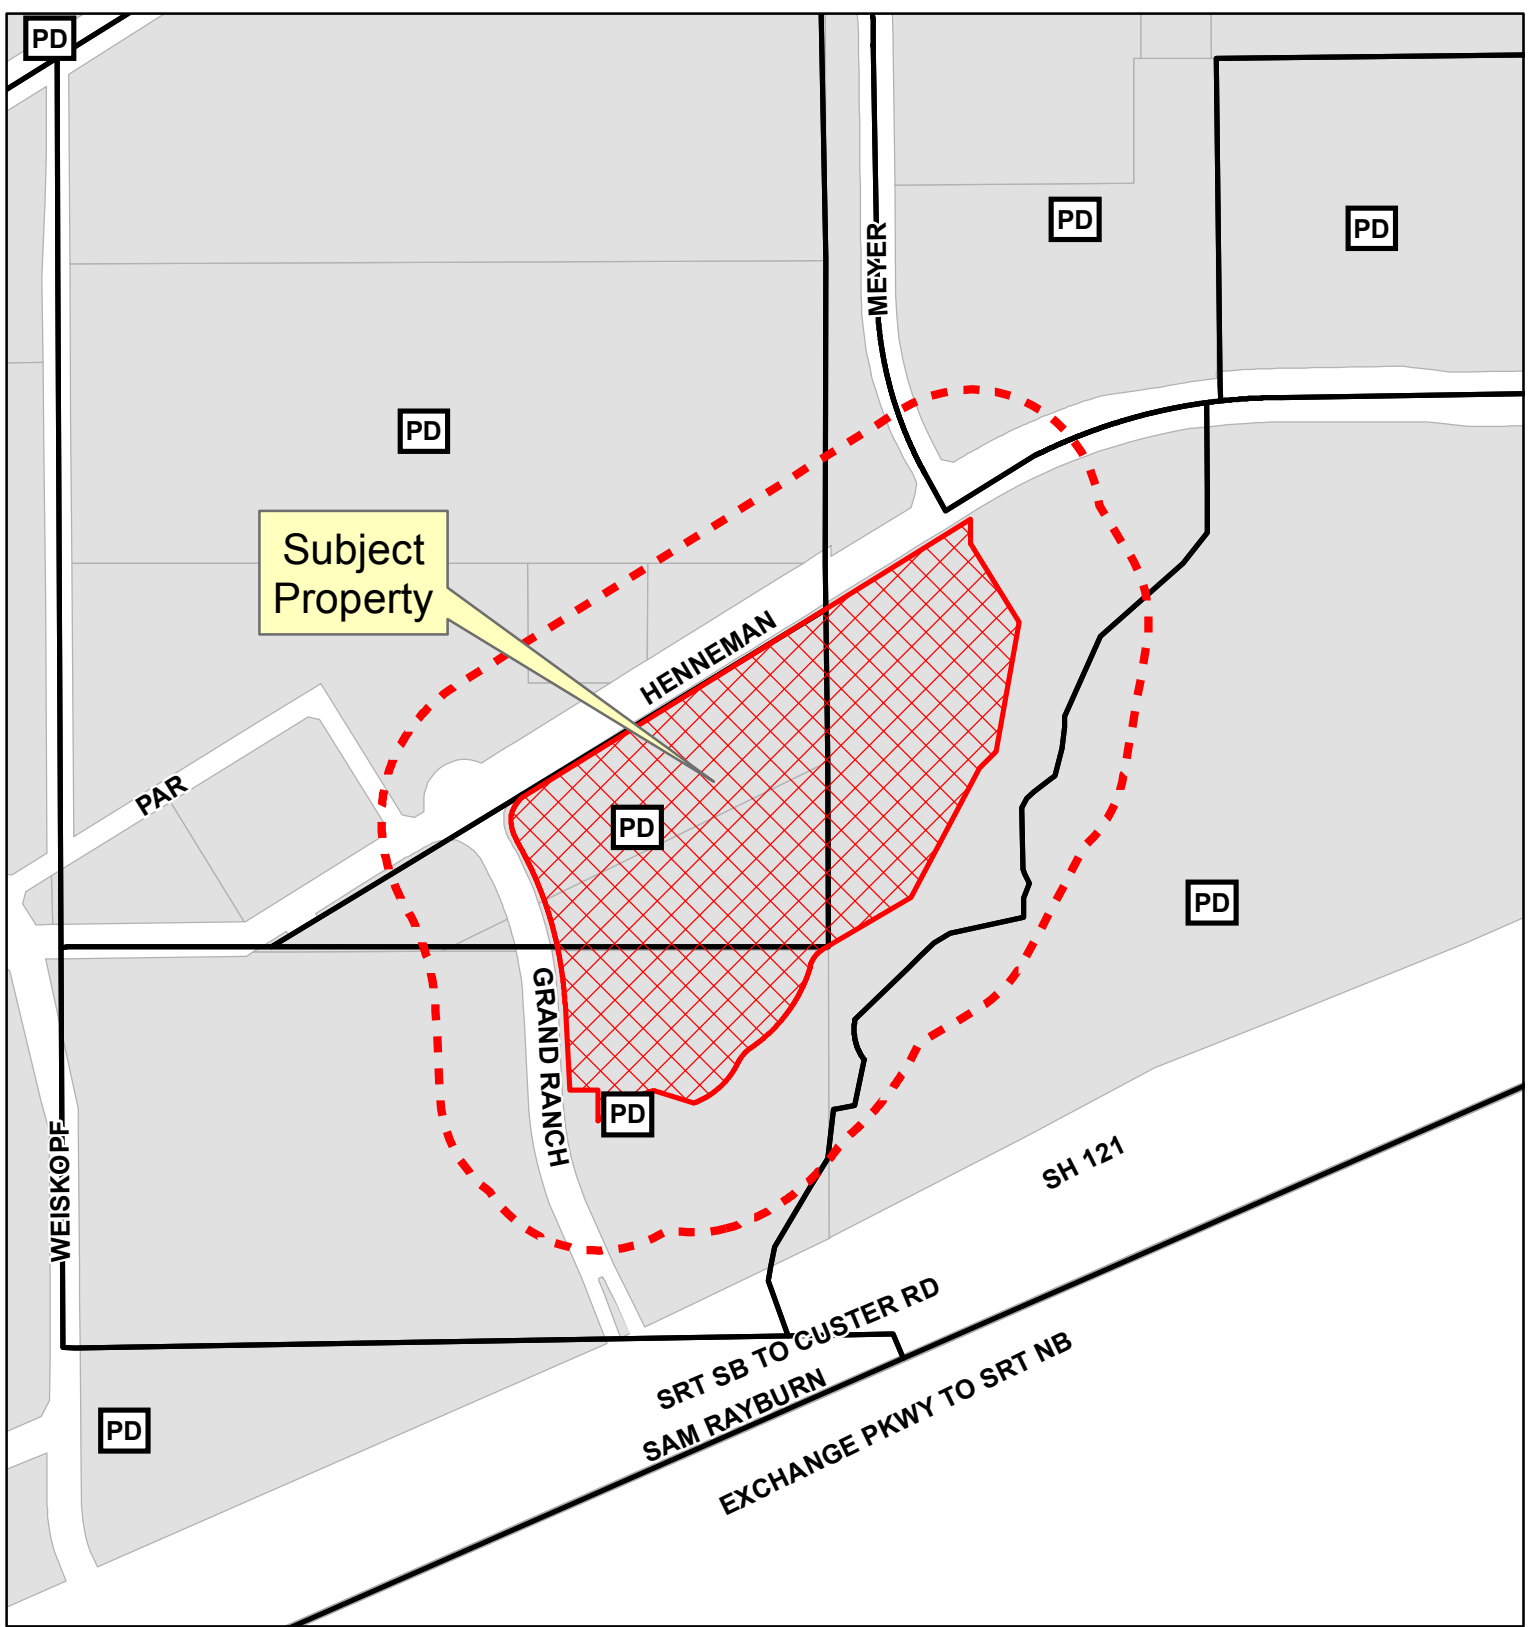 PD
PD
PD
MEYER
PD
Subject
Property
HENNEMAN
PAR
PD
PD
GRAND RANCH
PD
WEISKOPF
SH 121
SRT SB TO CUSTER RD
SAM RAYBURN
EXCHANGE PKWY TO SRT NB
PD